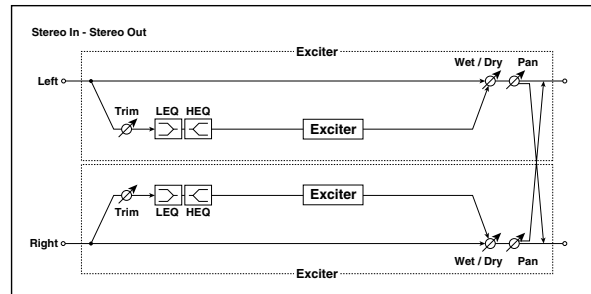 Stereo In - Stereo Out
Exciter
Wet / Dry Pan
Left
Trim LEQ HEQ
Exciter
Exciter
Trim LEQ HEQ
Right
Wet / Dry Pan
Exciter